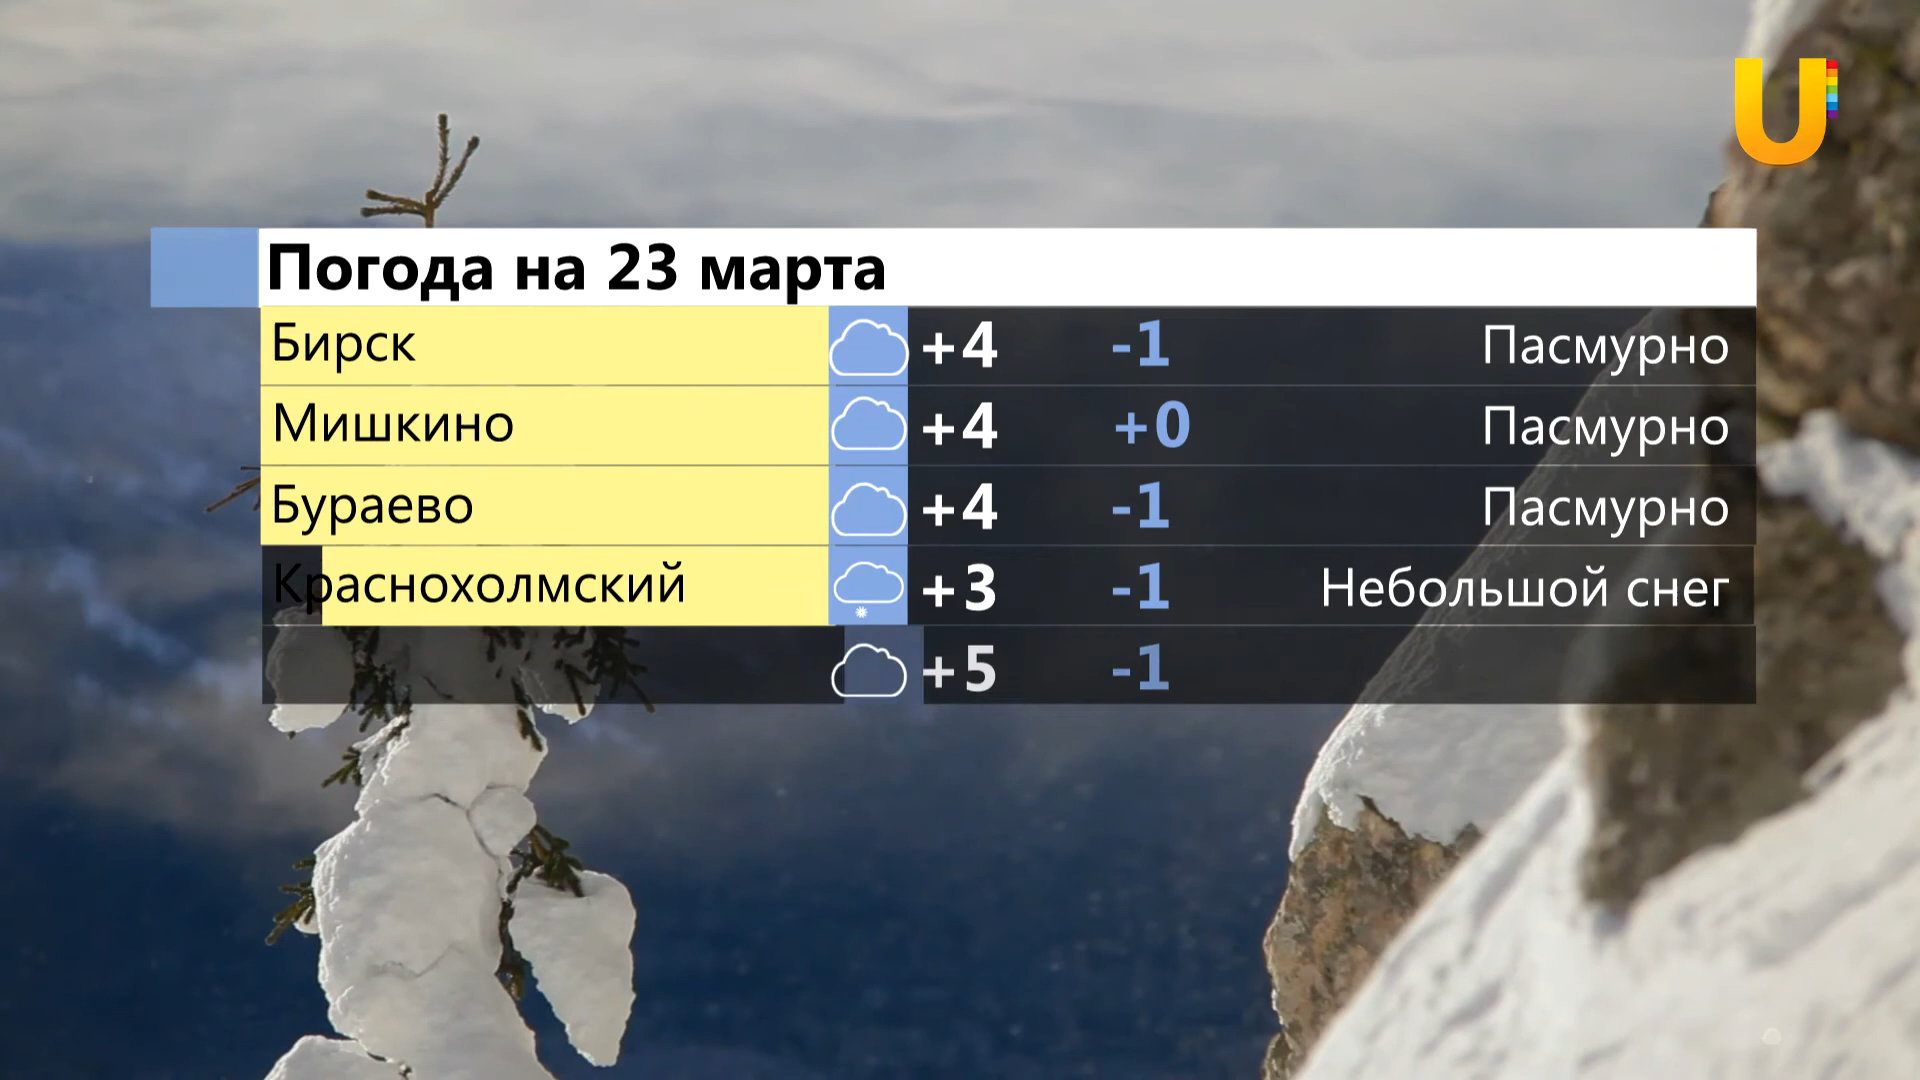 U
Погода на 23 марта
Бирск +4 -1 Пасмурно
Мишкино +4 +0 Пасмурно
Бураево +4 -1 Пасмурно
Краснохолмский +3 -1 Небольшой снег
+5 -1